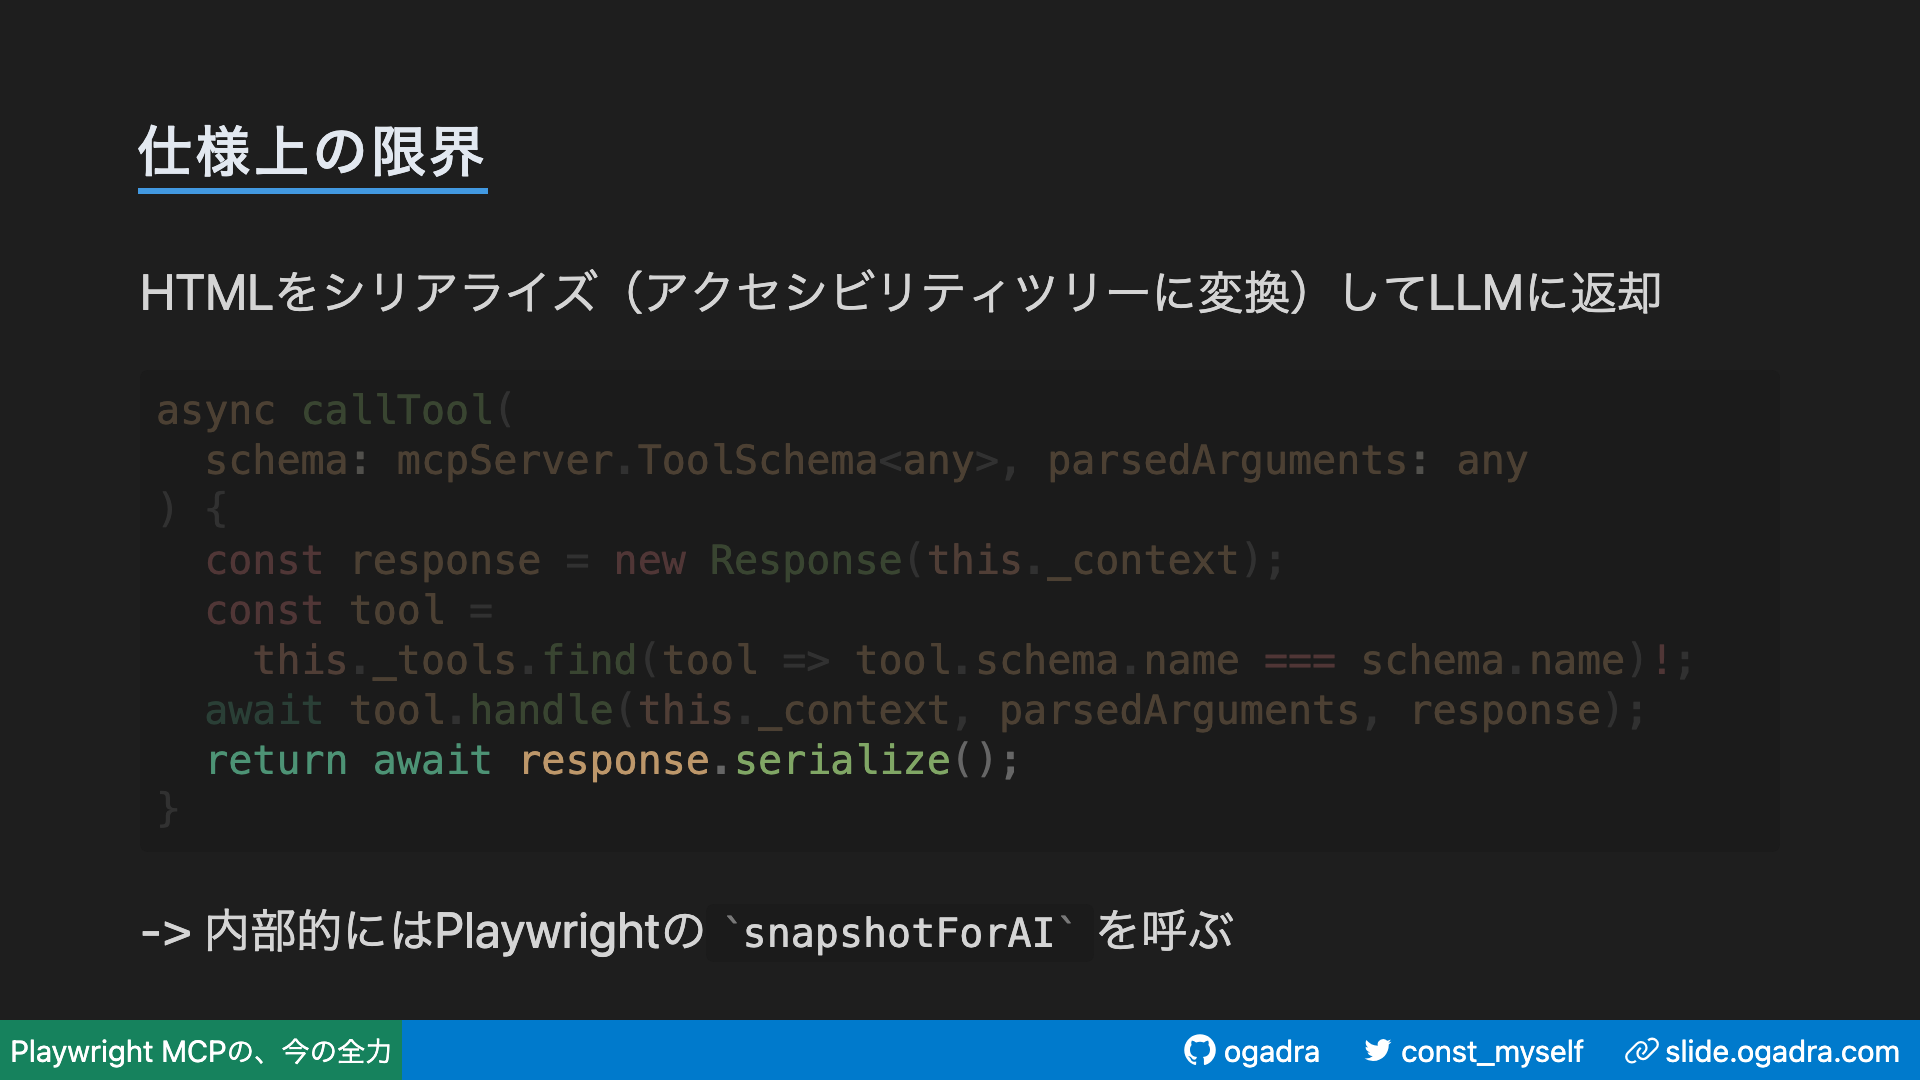 仕様上の限界
HTMLをシリアライズ（アクセシビリティツリーに変換）してLLMに返却
async callTool(
  schema: mcpServer.ToolSchema<any>, parsedArguments: any
) {
  const response = new Response(this._context);
  const tool =
    this._tools.find(tool => tool.schema.name === schema.name)!;
  await tool.handle(this._context, parsedArguments, response);
  return await response.serialize();
}
-> 内部的にはPlaywrightの `snapshotForAI` を呼ぶ
Playwright MCPの、今の全力 ogadra const_myself slide.ogadra.com